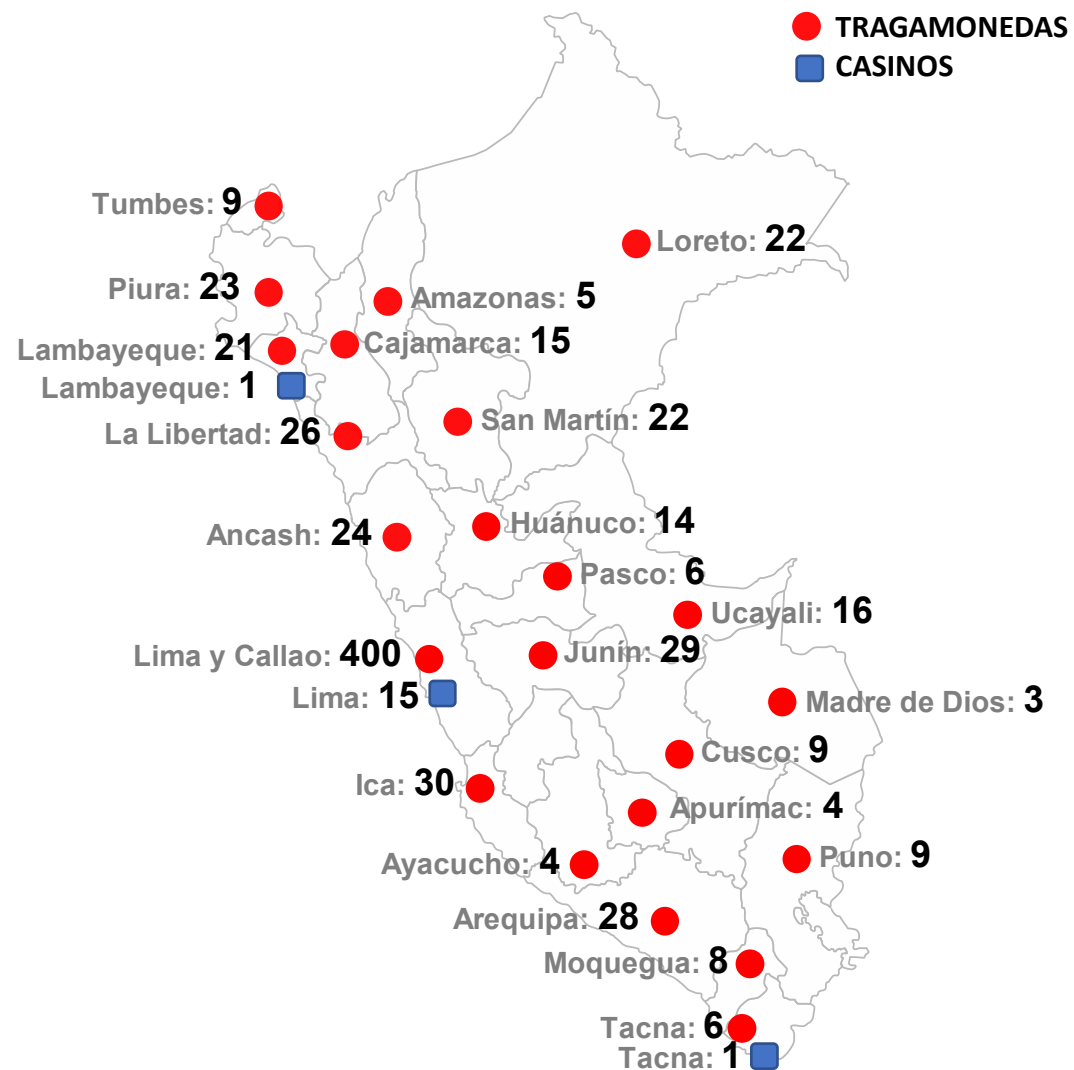 TRAGAMONEDAS
CASINOS
Tumbes: 9
Loreto: 22
Piura: 23
Amazonas: 5
Cajamarca: 15
Lambayeque: 21
Lambayeque: 1
San Martín: 22
La Libertad: 26
Huánuco: 14
Ancash: 24
Pasco: 6
Ucayali: 16
Lima y Callao: 400
Junín: 29
Lima: 15
Madre de Dios: 3
Cusco: 9
Ica: 30
Apurímac: 4
Ayacucho: 4
Puno: 9
Arequipa: 28
Moquegua: 8
Tacna: 6
Tacna: 1